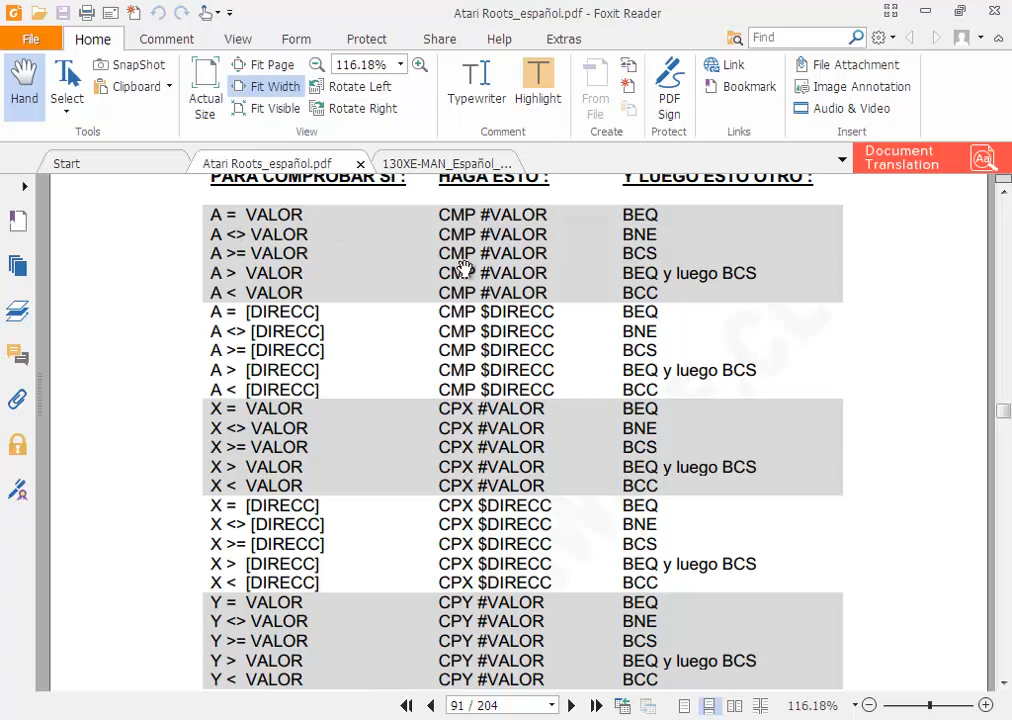 Atari Roots_español.pdf - Foxit Reader
File Home Comment View Form Protect Share Help Extras Find
Hand Select SnapShot Clipboard Actual Size Fit Page Fit Width Fit Visible 116.18% Rotate Left Rotate Right Typewriter Highlight From File PDF Sign Link Bookmark File Attachment Image Annotation Audio & Video
Tools View Comment Create Protect Links Insert
Start Atari Roots_español.pdf 130XE-MAN_Español_... Document Translation
PARA COMPROBAR SI : HAGA ESTO : Y LUEGO ESTO OTRO :
A = VALOR CMP #VALOR BEQ
A <> VALOR CMP #VALOR BNE
A >= VALOR CMP #VALOR BCS
A > VALOR CMP #VALOR BEQ y luego BCS
A < VALOR CMP #VALOR BCC
A = [DIRECC] CMP $DIRECC BEQ
A <> [DIRECC] CMP $DIRECC BNE
A >= [DIRECC] CMP $DIRECC BCS
A > [DIRECC] CMP $DIRECC BEQ y luego BCS
A < [DIRECC] CMP $DIRECC BCC
X = VALOR CPX #VALOR BEQ
X <> VALOR CPX #VALOR BNE
X >= VALOR CPX #VALOR BCS
X > VALOR CPX #VALOR BEQ y luego BCS
X < VALOR CPX #VALOR BCC
X = [DIRECC] CPX $DIRECC BEQ
X <> [DIRECC] CPX $DIRECC BNE
X >= [DIRECC] CPX $DIRECC BCS
X > [DIRECC] CPX $DIRECC BEQ y luego BCS
X < [DIRECC] CPX $DIRECC BCC
Y = VALOR CPY #VALOR BEQ
Y <> VALOR CPY #VALOR BNE
Y >= VALOR CPY #VALOR BCS
Y > VALOR CPY #VALOR BEQ y luego BCS
Y < VALOR CPY #VALOR BCC
91 / 204 116.18%